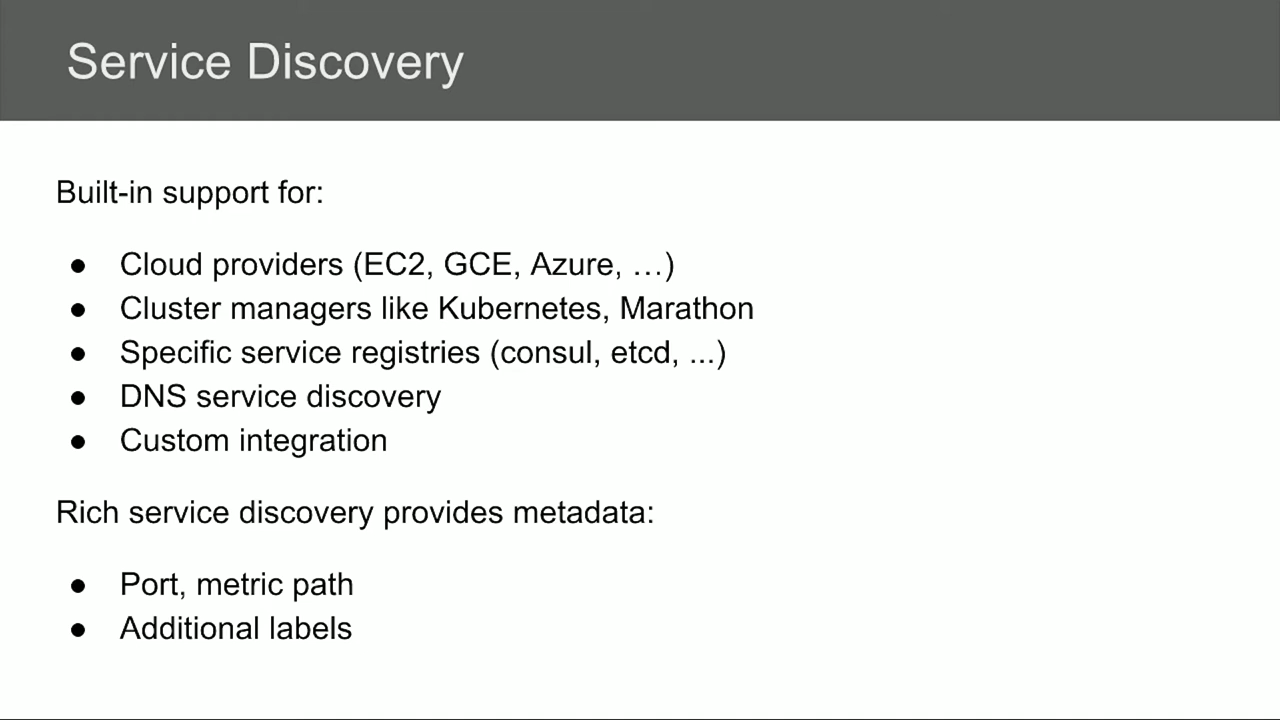 Service Discovery
Built-in support for:
● Cloud providers (EC2, GCE, Azure, …)
● Cluster managers like Kubernetes, Marathon
● Specific service registries (consul, etcd, ...)
● DNS service discovery
● Custom integration
Rich service discovery provides metadata:
● Port, metric path
● Additional labels